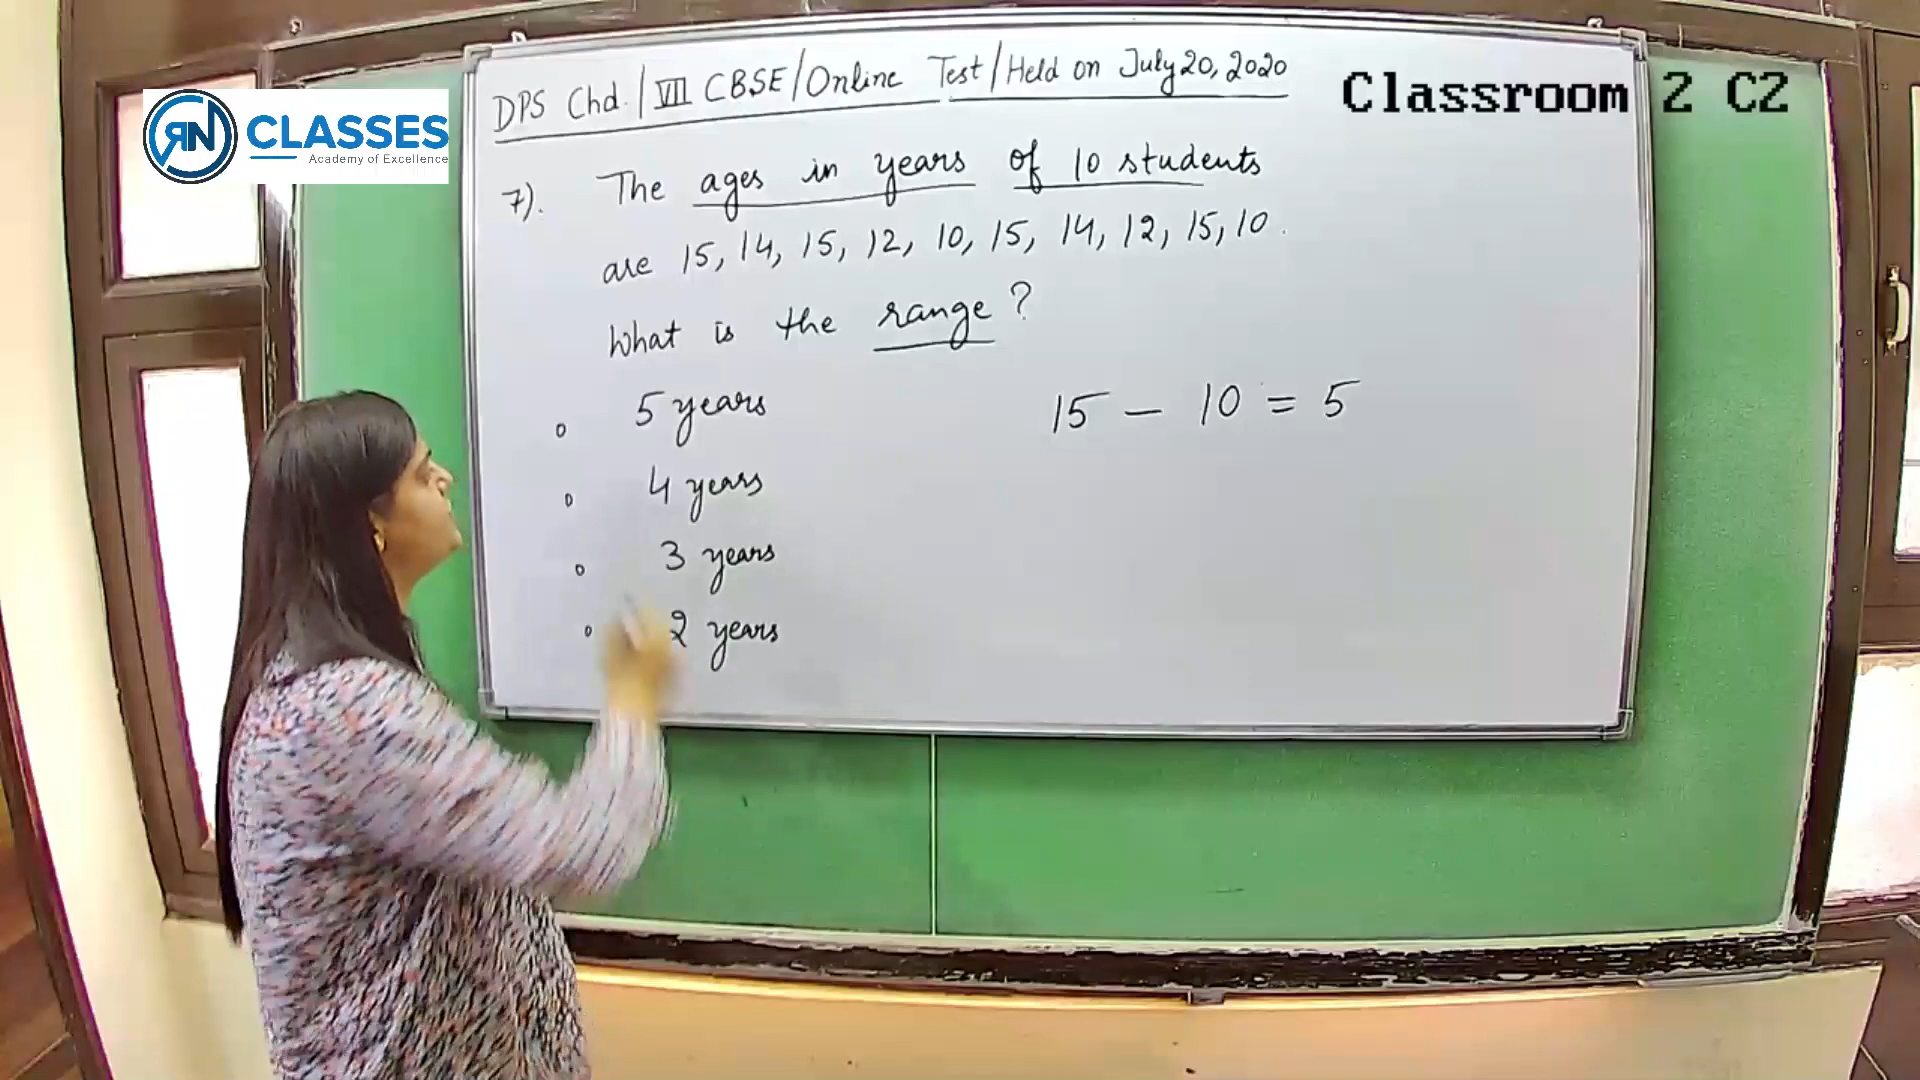 RN CLASSES
Academy of Excellence
Classroom 2 C2
DPS Chd./VII CBSE/Online Test/Held on July 20, 2020
7). The ages in years of 10 students
are 15, 14, 15, 12, 10, 15, 14, 12, 15, 10.
What is the range?
5 years
15 - 10 = 5
4 years
3 years
2 years